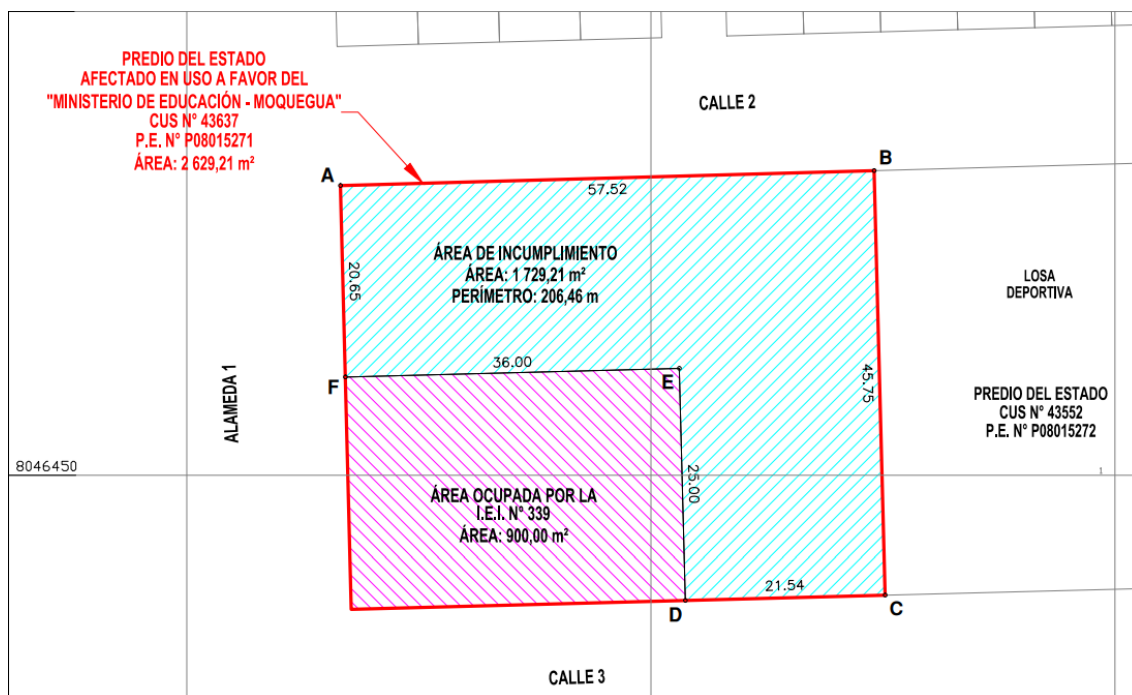 PREDIO DEL ESTADO
AFECTADO EN USO A FAVOR DEL
"MINISTERIO DE EDUCACIÓN - MOQUEGUA"
CUS N° 43637
P.E. N° P08015271
ÁREA: 2 629,21 m²
CALLE 2
A
B
57.52
20.65
ÁREA DE INCUMPLIMIENTO
ÁREA: 1 729,21 m²
PERÍMETRO: 206,46 m
LOSA
DEPORTIVA
ALAMEDA 1
F
36.00
E
45.75
PREDIO DEL ESTADO
CUS N° 43552
P.E. N° P08015272
8046450
25.00
1
ÁREA OCUPADA POR LA
I.E.I. N° 339
ÁREA: 900,00 m²
21.54
D
C
CALLE 3